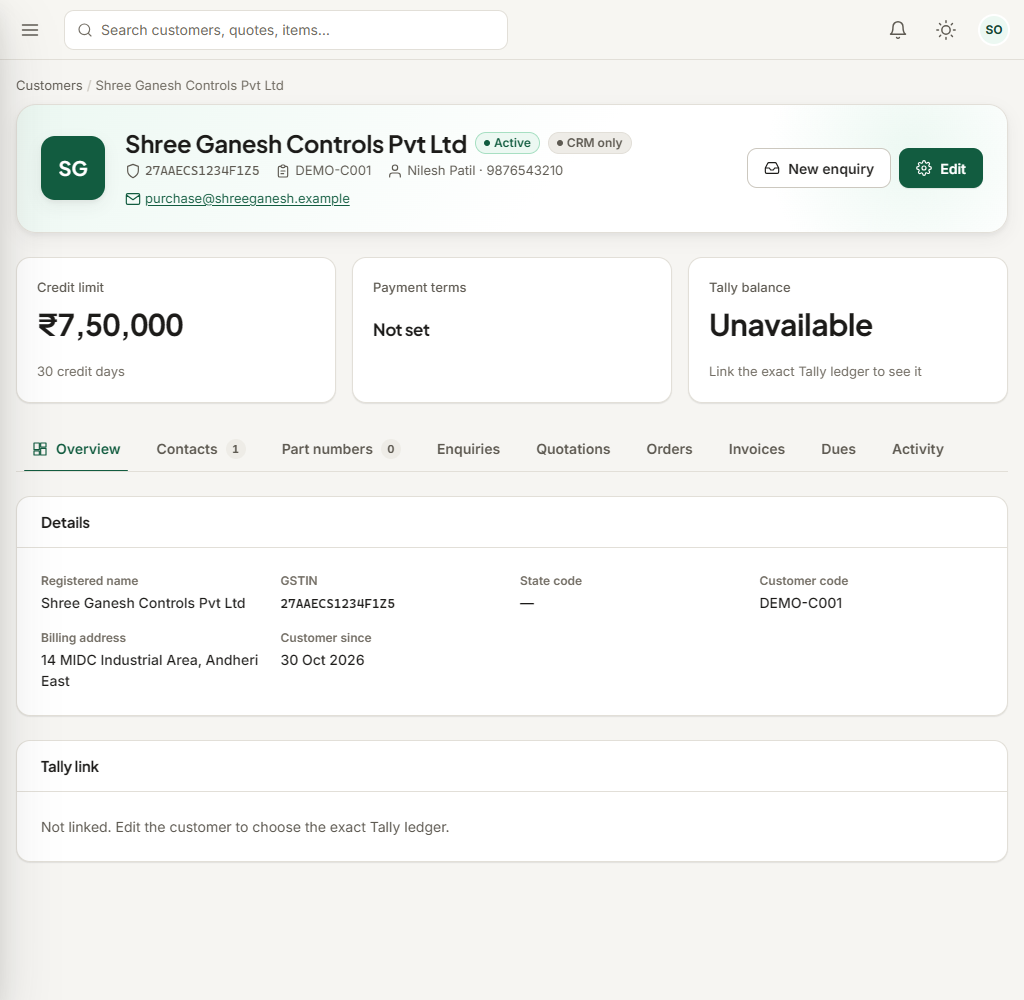 Search customers, quotes, items...
SO
Customers / Shree Ganesh Controls Pvt Ltd
SG
Shree Ganesh Controls Pvt Ltd
Active
CRM only
27AAECS1234F1Z5
DEMO-C001
Nilesh Patil · 9876543210
purchase@shreeganesh.example
New enquiry
Edit
Credit limit
₹7,50,000
30 credit days
Payment terms
Not set
Tally balance
Unavailable
Link the exact Tally ledger to see it
Overview
Contacts 1
Part numbers 0
Enquiries
Quotations
Orders
Invoices
Dues
Activity
Details
Registered name
Shree Ganesh Controls Pvt Ltd
GSTIN
27AAECS1234F1Z5
State code
—
Customer code
DEMO-C001
Billing address
14 MIDC Industrial Area, Andheri
East
Customer since
30 Oct 2026
Tally link
Not linked. Edit the customer to choose the exact Tally ledger.